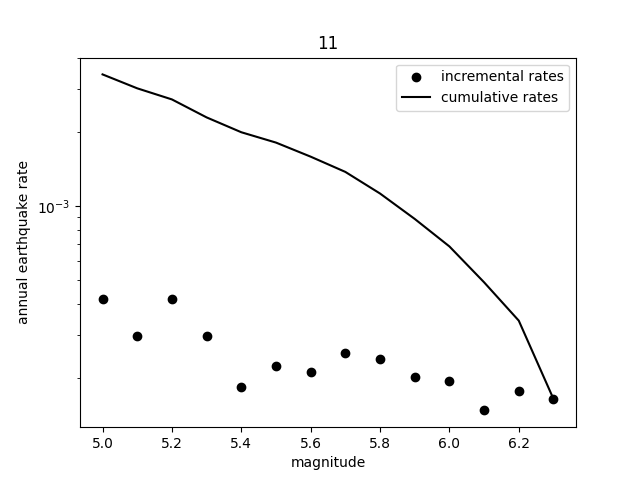 11
incremental rates
cumulative rates
annual earthquake rate
10⁻³
5.0 5.2 5.4 5.6 5.8 6.0 6.2
magnitude